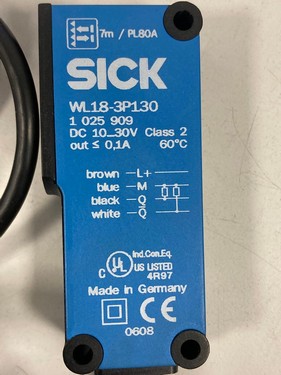 7m / PL80A
SICK
WL18-3P130
1 025 909
DC 10...30V Class 2
out ≤ 0,1A 60°C
brown L+
blue M
black Q
white Q̅
Ind.Con.Eq.
C UL US LISTED
4R97
Made in Germany
CE
0608